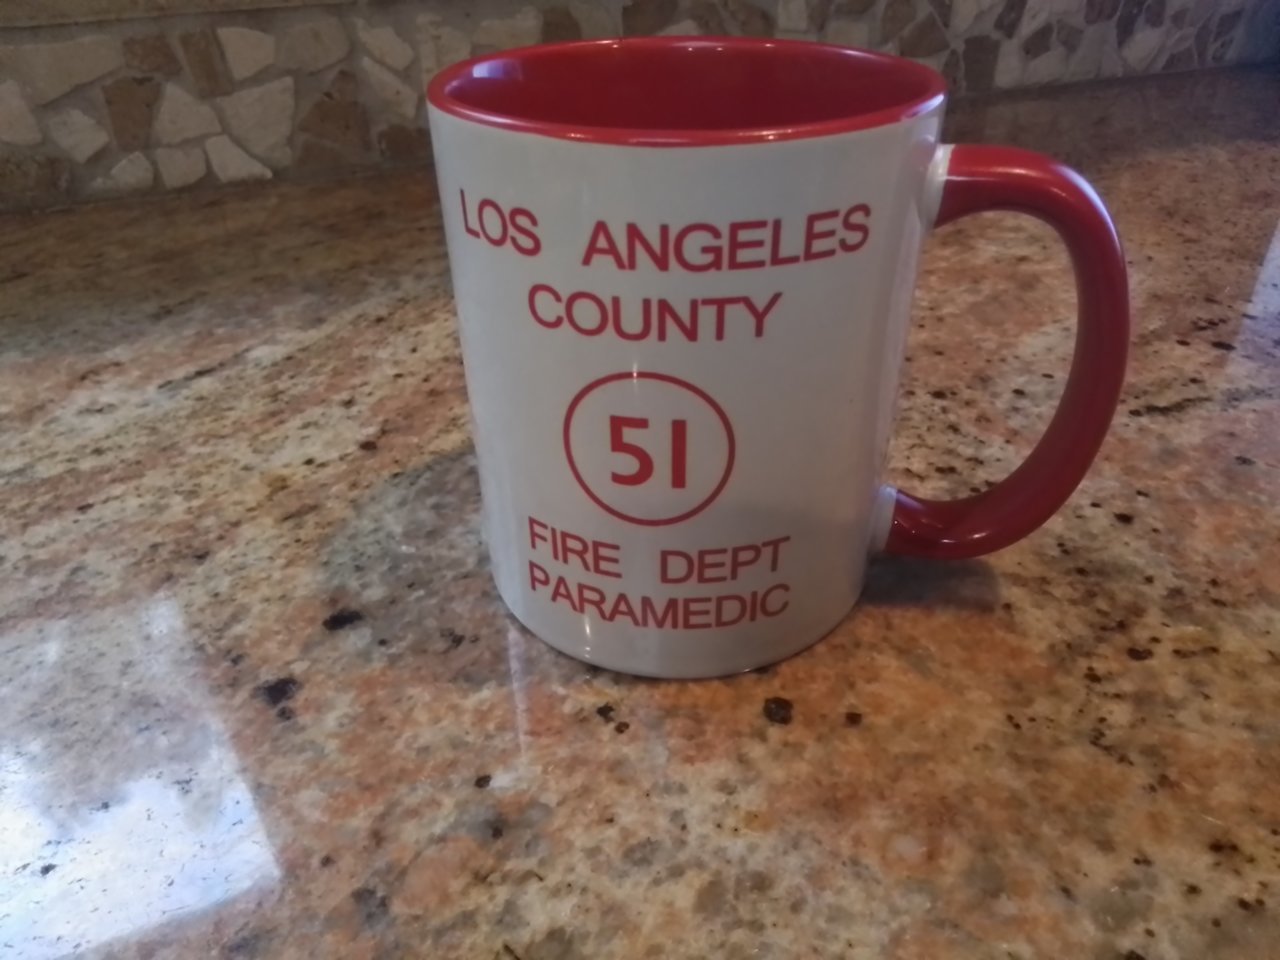 LOS ANGELES
COUNTY
51
FIRE DEPT
PARAMEDIC